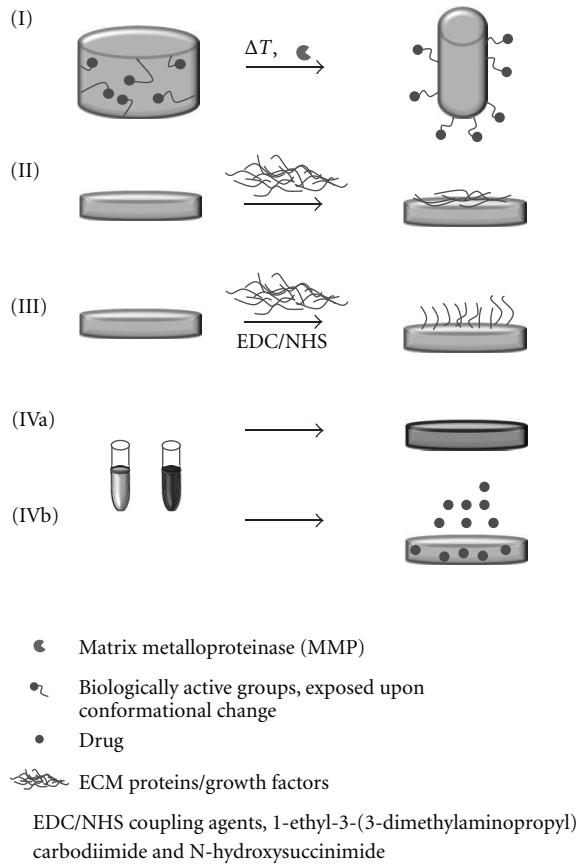 (I)
ΔT,
(II)
(III)
EDC/NHS
(IVa)
(IVb)
Matrix metalloproteinase (MMP)
Biologically active groups, exposed upon
conformational change
Drug
ECM proteins/growth factors
EDC/NHS coupling agents, 1-ethyl-3-(3-dimethylaminopropyl)
carbodiimide and N-hydroxysuccinimide